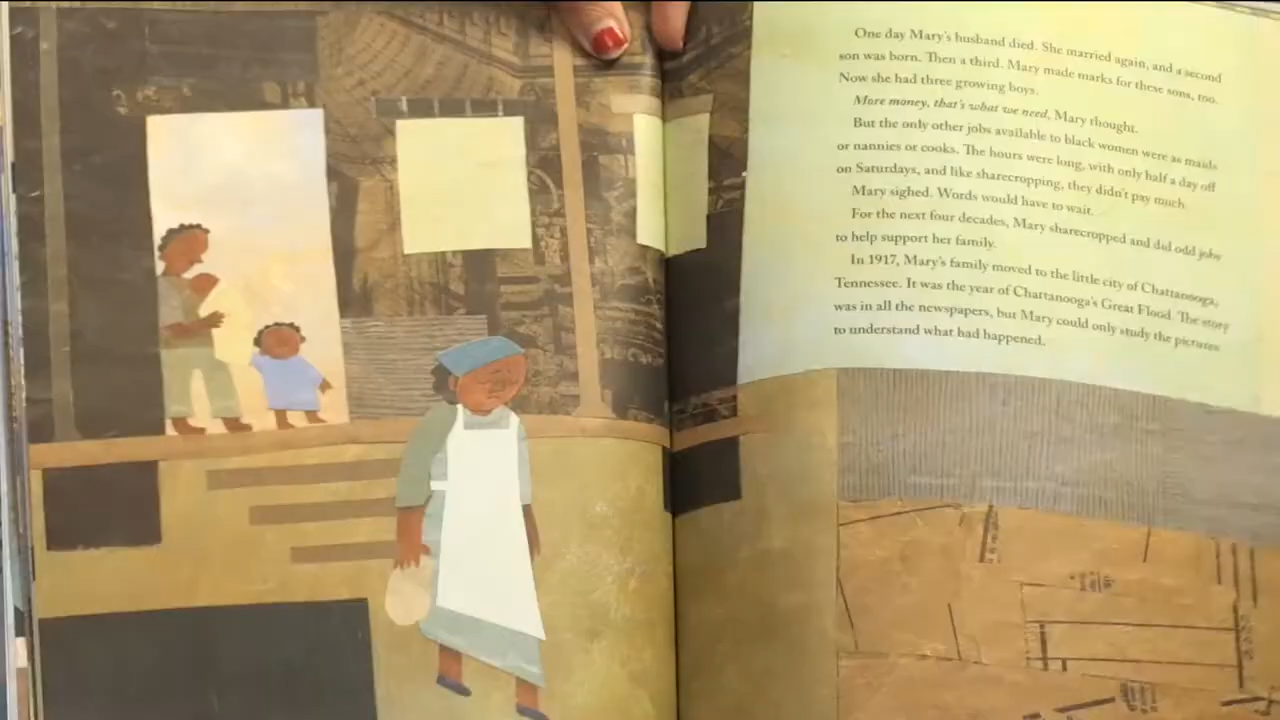 One day Mary's husband died. She married again, and a second
son was born. Then a third. Mary made marks for these sons, too.
Now she had three growing boys.
More money, that's what we need, Mary thought.
But the only other jobs available to black women were as maids
or nannies or cooks. The hours were long, with only half a day off
on Saturdays, and like sharecropping, they didn't pay much.
Mary sighed. Words would have to wait.
For the next four decades, Mary sharecropped and did odd jobs
to help support her family.
In 1917, Mary's family moved to the little city of Chattanooga,
Tennessee. It was the year of Chattanooga's Great Flood. The story
was in all the newspapers, but Mary could only study the pictures
to understand what had happened.